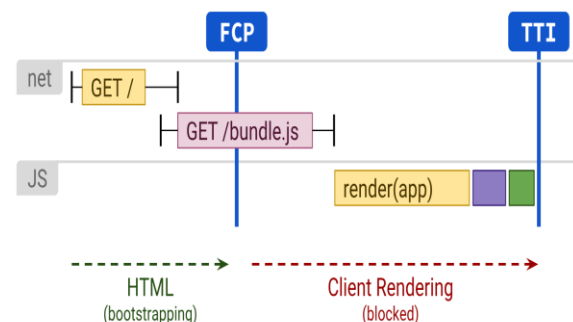 FCP
TTI
net
GET /
GET /bundle.js
JS
render(app)
HTML
(bootstrapping)
Client Rendering
(blocked)